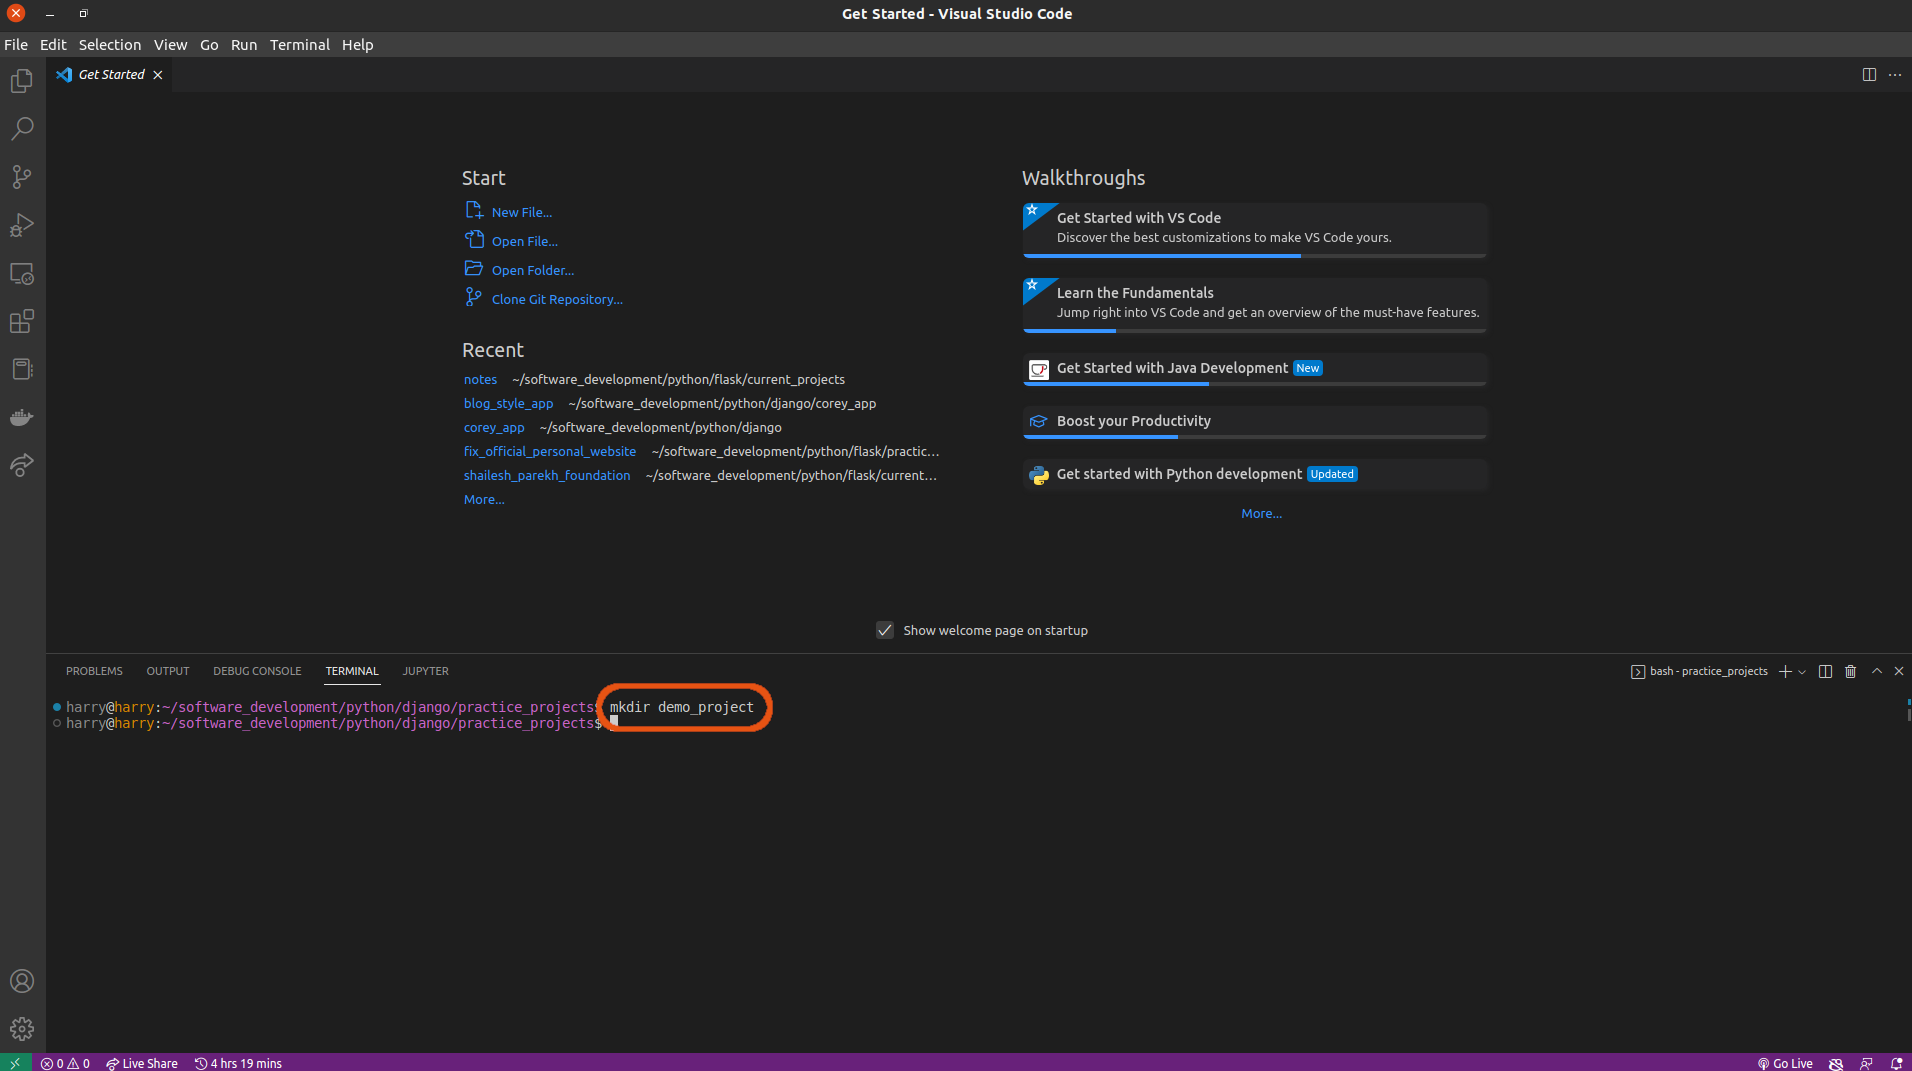 Get Started - Visual Studio Code
File Edit Selection View Go Run Terminal Help
Get Started
Start
New File...
Open File...
Open Folder...
Clone Git Repository...
Recent
notes ~/software_development/python/flask/current_projects
blog_style_app ~/software_development/python/django/corey_app
corey_app ~/software_development/python/django
fix_official_personal_website ~/software_development/python/flask/practic...
shailesh_parekh_foundation ~/software_development/python/flask/current...
More...
Walkthroughs
Get Started with VS Code
Discover the best customizations to make VS Code yours.
Learn the Fundamentals
Jump right into VS Code and get an overview of the must-have features.
Get Started with Java Development New
Boost your Productivity
Get started with Python development Updated
More...
Show welcome page on startup
PROBLEMS OUTPUT DEBUG CONSOLE TERMINAL JUPYTER
bash - practice_projects
harry@harry:~/software_development/python/django/practice_projects$ mkdir demo_project
harry@harry:~/software_development/python/django/practice_projects$
0 0 Live Share 4 hrs 19 mins
Go Live